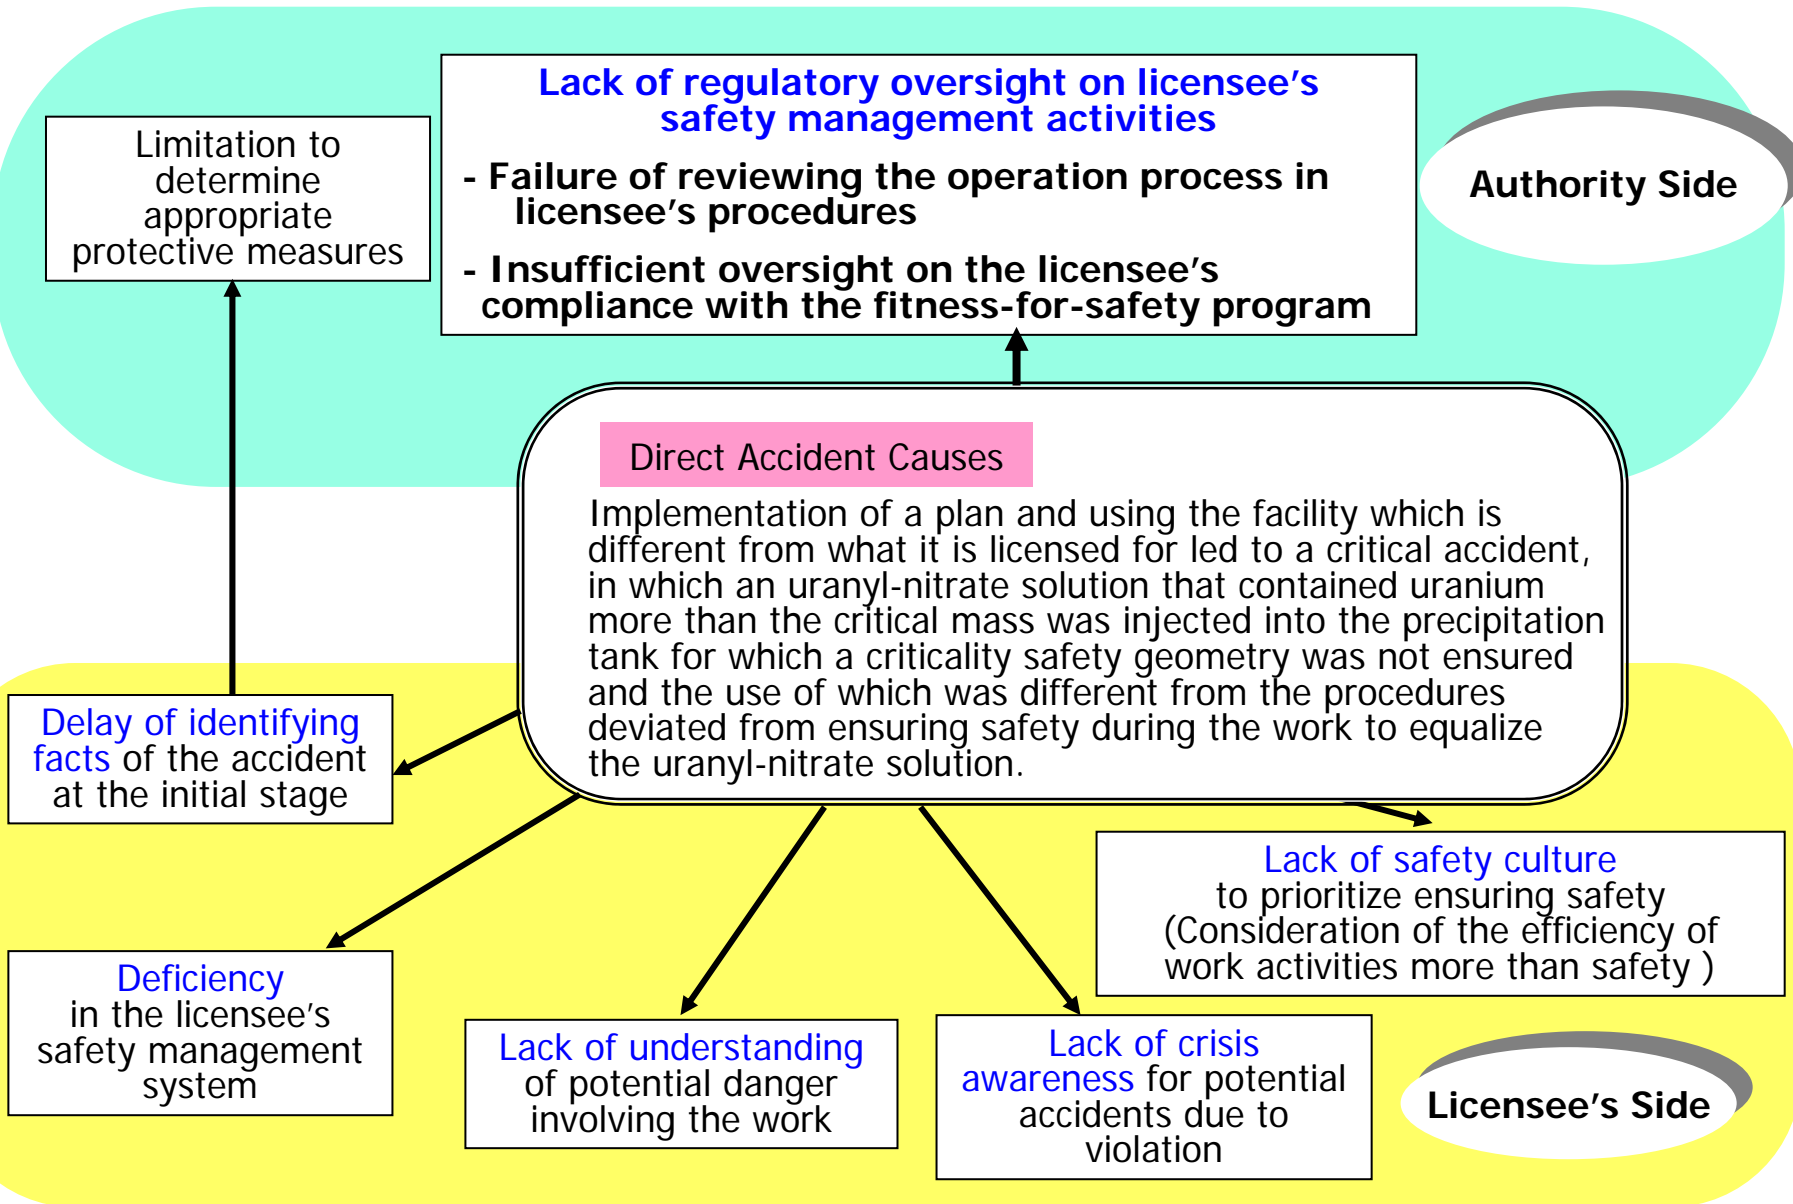 Lack of regulatory oversight on licensee's
safety management activities
- Failure of reviewing the operation process in
licensee's procedures
- Insufficient oversight on the licensee's
compliance with the fitness-for-safety program
Limitation to
determine
appropriate
protective measures
Authority Side
Direct Accident Causes
Implementation of a plan and using the facility which is
different from what it is licensed for led to a critical accident,
in which an uranyl-nitrate solution that contained uranium
more than the critical mass was injected into the precipitation
tank for which a criticality safety geometry was not ensured
and the use of which was different from the procedures
deviated from ensuring safety during the work to equalize
the uranyl-nitrate solution.
Delay of identifying
facts of the accident
at the initial stage
Lack of safety culture
to prioritize ensuring safety
(Consideration of the efficiency of
work activities more than safety )
Deficiency
in the licensee's
safety management
system
Lack of understanding
of potential danger
involving the work
Lack of crisis
awareness for potential
accidents due to
violation
Licensee's Side